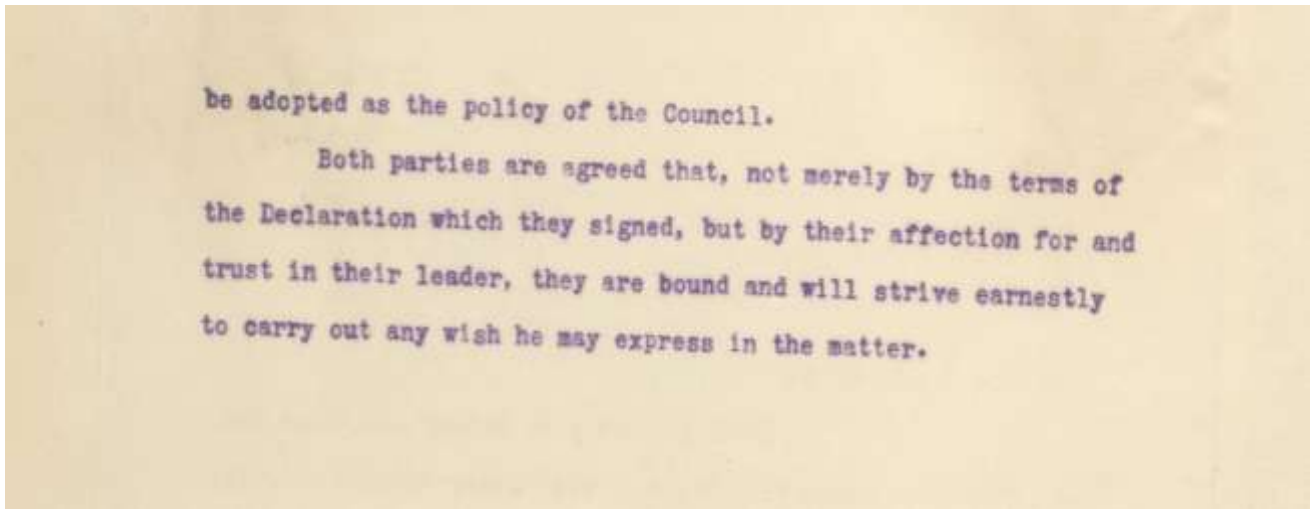 be adopted as the policy of the Council.
Both parties are agreed that, not merely by the terms of
the Declaration which they signed, but by their affection for and
trust in their leader, they are bound and will strive earnestly
to carry out any wish he may express in the matter.